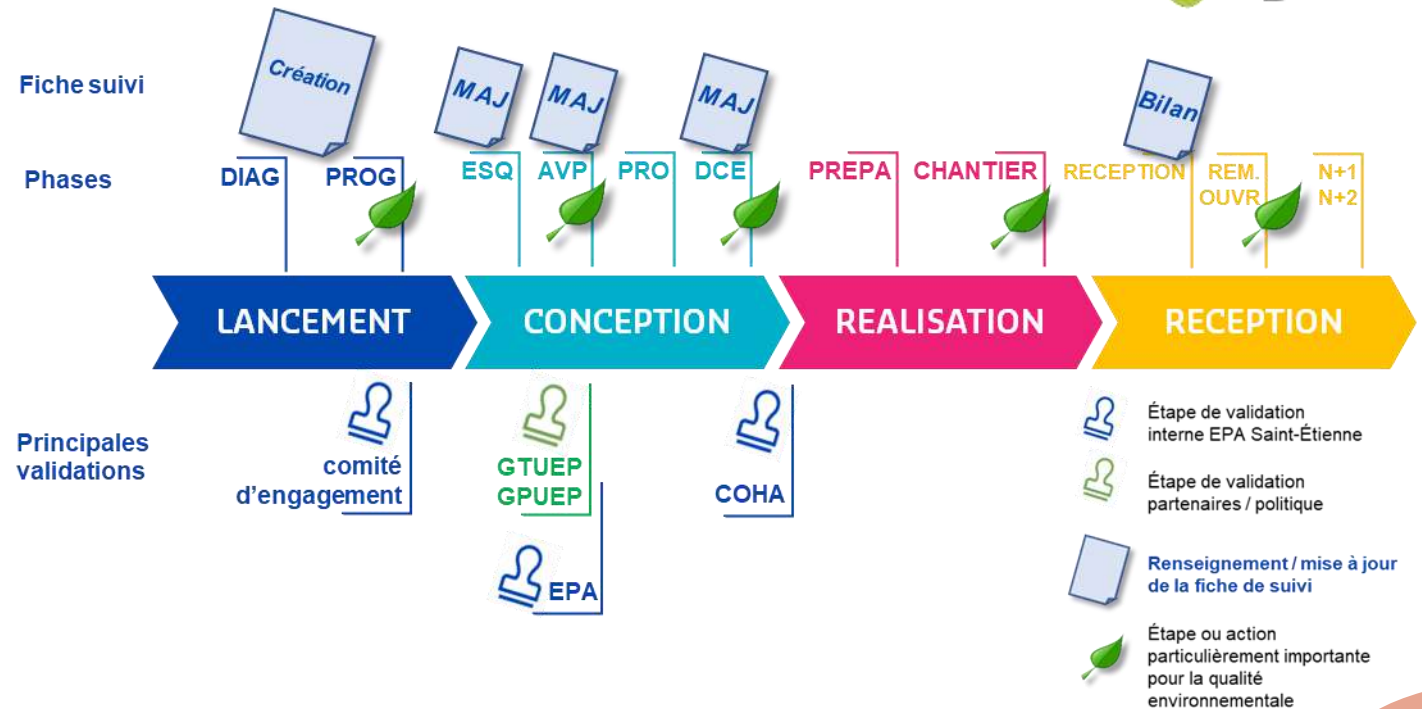 Fiche suivi
Création
MAJ
MAJ
MAJ
Bilan
Phases
DIAG
PROG
ESQ
AVP
PRO
DCE
PREPA
CHANTIER
RECEPTION
REM.
OUVR
N+1
N+2
LANCEMENT
CONCEPTION
REALISATION
RECEPTION
Principales
validations
comité
d'engagement
GTUEP
GPUEP
EPA
COHA
Étape de validation
interne EPA Saint-Étienne
Étape de validation
partenaires / politique
Renseignement / mise à jour
de la fiche de suivi
Étape ou action
particulièrement importante
pour la qualité
environnementale